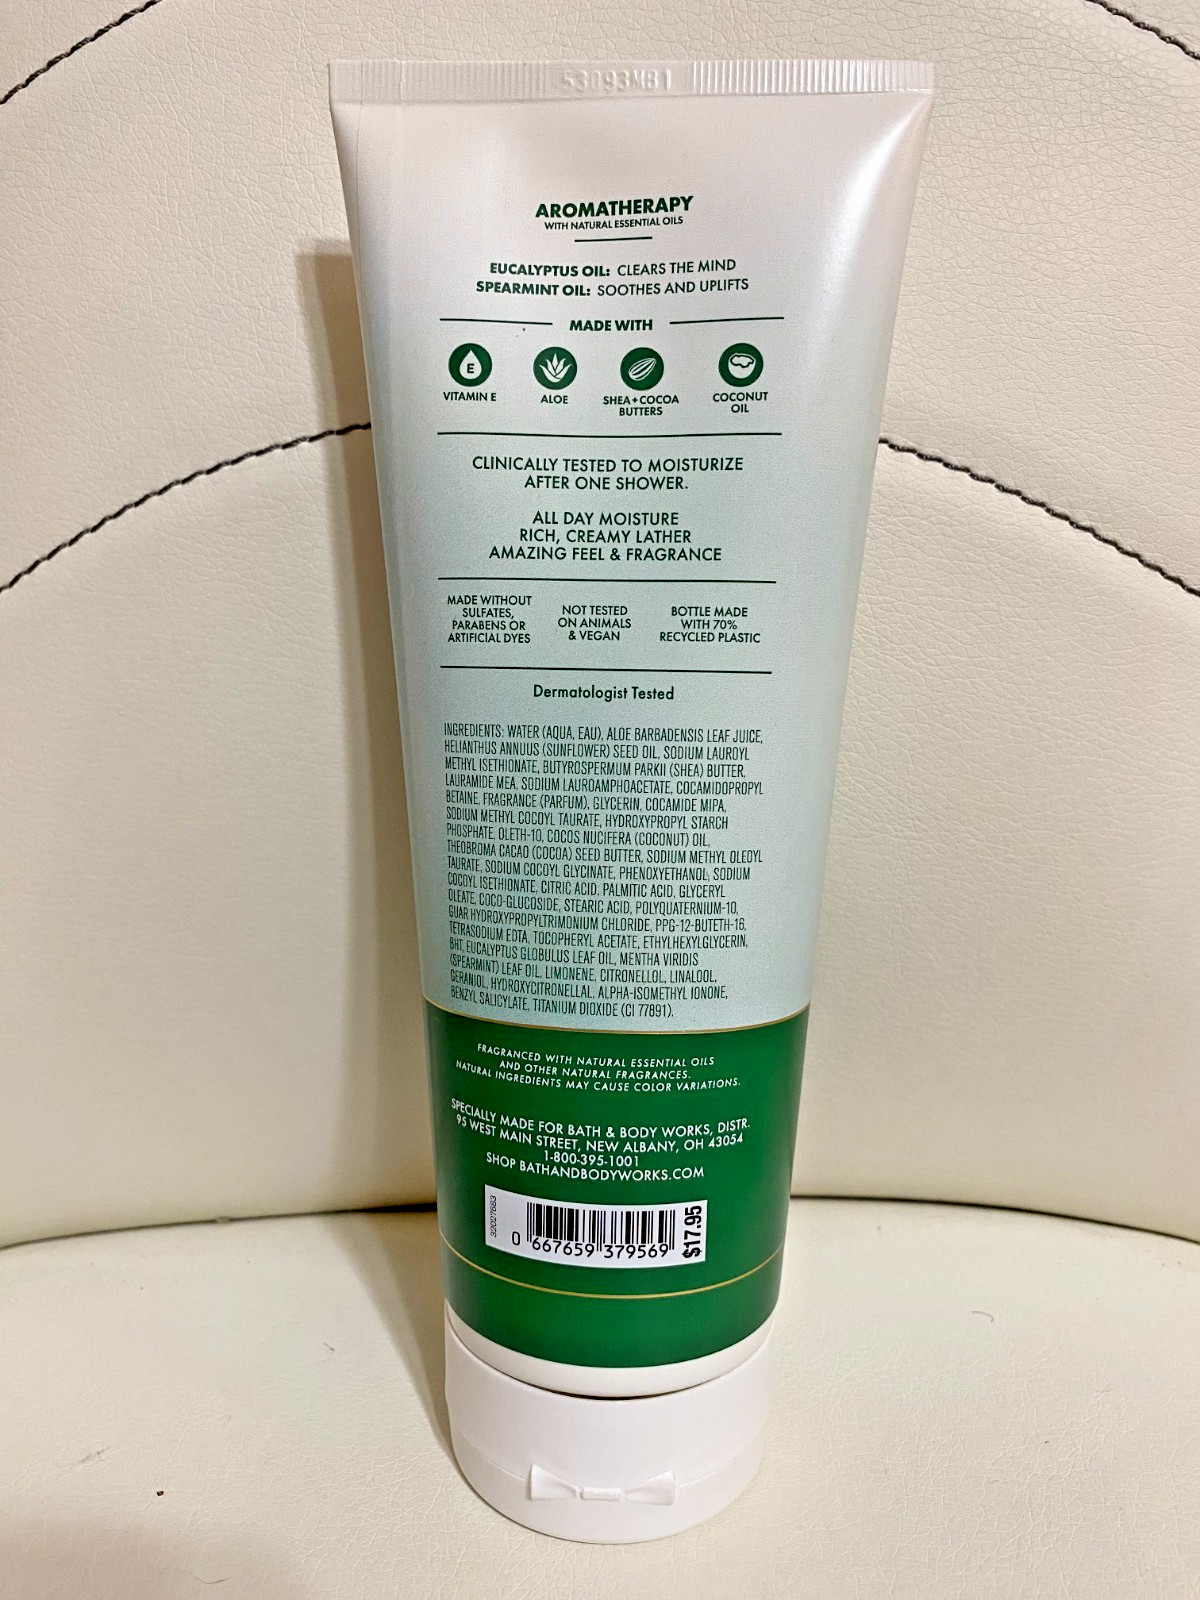 53093MB1
AROMATHERAPY
WITH NATURAL ESSENTIAL OILS
EUCALYPTUS OIL: CLEARS THE MIND
SPEARMINT OIL: SOOTHES AND UPLIFTS
MADE WITH
E
VITAMIN E
ALOE
SHEA+COCOA
BUTTERS
COCONUT
OIL
CLINICALLY TESTED TO MOISTURIZE
AFTER ONE SHOWER.
ALL DAY MOISTURE
RICH, CREAMY LATHER
AMAZING FEEL & FRAGRANCE
MADE WITHOUT
SULFATES,
PARABENS OR
ARTIFICIAL DYES
NOT TESTED
ON ANIMALS
& VEGAN
BOTTLE MADE
WITH 70%
RECYCLED PLASTIC
Dermatologist Tested
INGREDIENTS: WATER (AQUA, EAU), ALOE BARBADENSIS LEAF JUICE,
HELIANTHUS ANNUUS (SUNFLOWER) SEED OIL, SODIUM LAUROYL
METHYL ISETHIONATE, BUTYROSPERMUM PARKII (SHEA) BUTTER,
LAURAMIDE MEA, SODIUM LAUROAMPHOACETATE, COCAMIDOPROPYL
BETAINE, FRAGRANCE (PARFUM), GLYCERIN, COCAMIDE MIPA,
SODIUM METHYL COCOYL TAURATE, HYDROXYPROPYL STARCH
PHOSPHATE, OLETH-10, COCOS NUCIFERA (COCONUT) OIL,
THEOBROMA CACAO (COCOA) SEED BUTTER, SODIUM METHYL OLEOYL
TAURATE, SODIUM COCOYL GLYCINATE, PHENOXYETHANOL, SODIUM
COCOYL ISETHIONATE, CITRIC ACID, PALMITIC ACID, GLYCERYL
OLEATE, COCO-GLUCOSIDE, STEARIC ACID, POLYQUATERNIUM-10,
GUAR HYDROXYPROPYLTRIMONIUM CHLORIDE, PPG-12-BUTETH-16,
TETRASODIUM EDTA, TOCOPHERYL ACETATE, ETHYLHEXYLGLYCERIN,
BHT, EUCALYPTUS GLOBULUS LEAF OIL, MENTHA VIRIDIS
(SPEARMINT) LEAF OIL, LIMONENE, CITRONELLOL, LINALOOL,
GERANIOL, HYDROXYCITRONELLAL, ALPHA-ISOMETHYL IONONE,
BENZYL SALICYLATE, TITANIUM DIOXIDE (CI 77891).
FRAGRANCED WITH NATURAL ESSENTIAL OILS
AND OTHER NATURAL FRAGRANCES.
NATURAL INGREDIENTS MAY CAUSE COLOR VARIATIONS.
SPECIALLY MADE FOR BATH & BODY WORKS, DISTR.
95 WEST MAIN STREET, NEW ALBANY, OH 43054
1-800-395-1001
SHOP BATHANDBODYWORKS.COM
0 667659 379569
$17.95